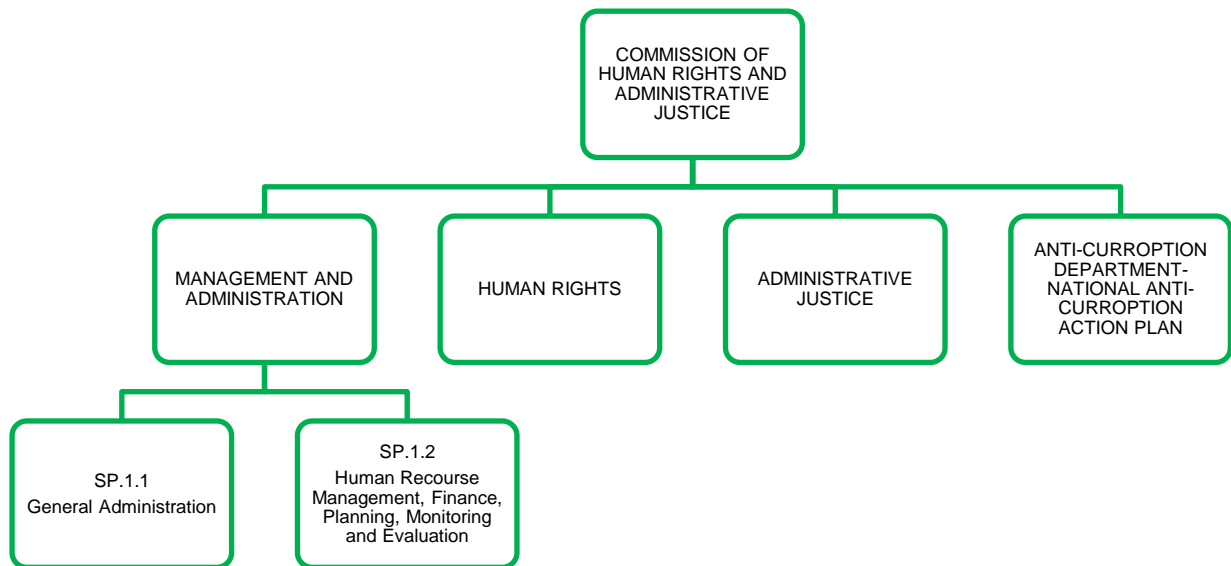 COMMISSION OF
HUMAN RIGHTS AND
ADMINISTRATIVE
JUSTICE
MANAGEMENT AND
ADMINISTRATION
HUMAN RIGHTS
ADMINISTRATIVE
JUSTICE
ANTI-CURROPTION
DEPARTMENT-
NATIONAL ANTI-
CURROPTION
ACTION PLAN
SP.1.1
General Administration
SP.1.2
Human Recourse
Management, Finance,
Planning, Monitoring
and Evaluation